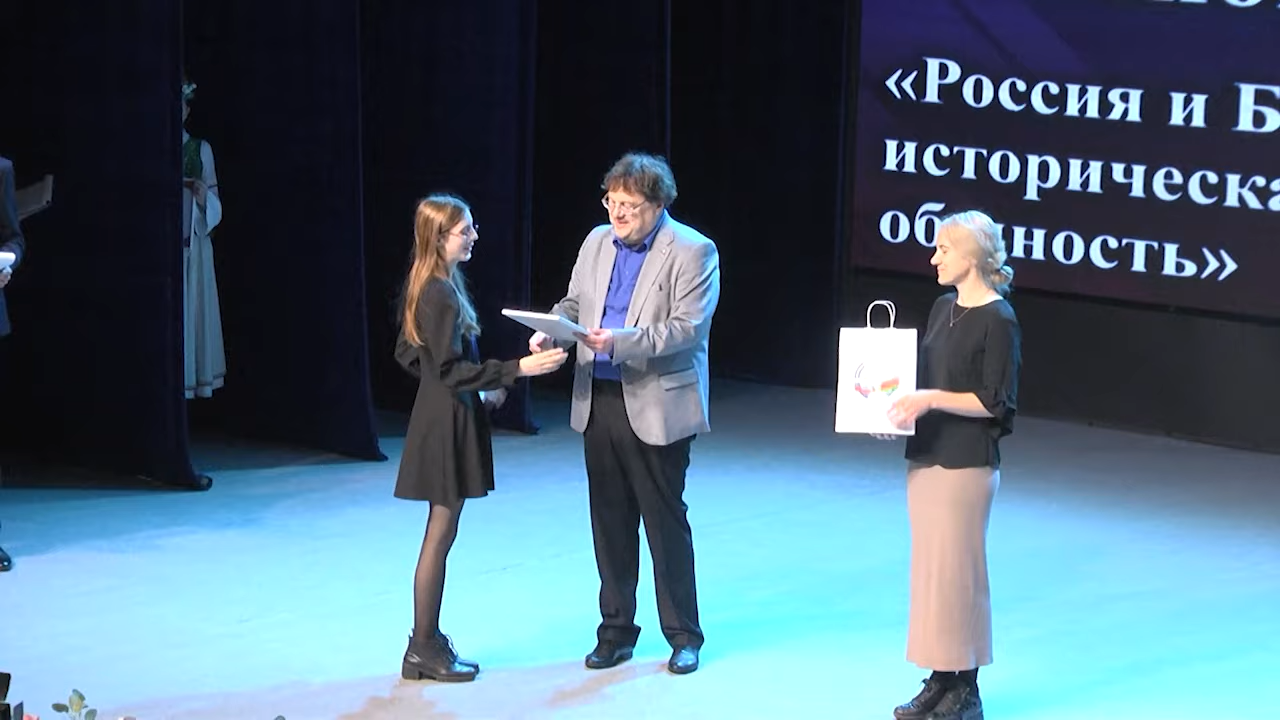 «Россия и
историческа
общность»